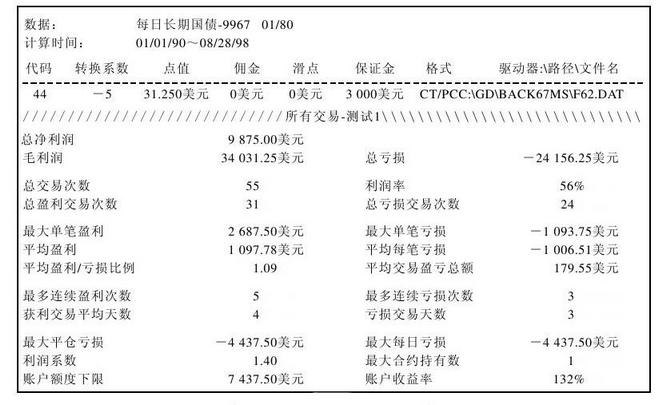 数据： 每日长期国债-9967 01/80
计算时间： 01/01/90～08/28/98
代码 转换系数 点值 佣金 滑点 保证金 格式 驱动器:\路径\文件名
44 －5 31.250美元 0美元 0美元 3 000美元 CT/PCC:\GD\BACK67MS\F62.DAT
/////////////////////////////所有交易-测试1\\\\\\\\\\\\\\\\\\\\\\\\\\\\\
总净利润 9 875.00美元
毛利润 34 031.25美元 总亏损 －24 156.25美元
总交易次数 55 利润率 56%
总盈利交易次数 31 总亏损交易次数 24
最大单笔盈利 2 687.50美元 最大单笔亏损 －1 093.75美元
平均盈利 1 097.78美元 平均每笔亏损 －1 006.51美元
平均盈利/亏损比例 1.09 平均交易盈亏总额 179.55美元
最多连续盈利次数 5 最多连续亏损次数 3
获利交易平均天数 4 亏损交易天数 3
最大平仓亏损 －4 437.50美元 最大每日亏损 －4 437.50美元
利润系数 1.40 最大合约持有数 1
账户额度下限 7 437.50美元 账户收益率 132%